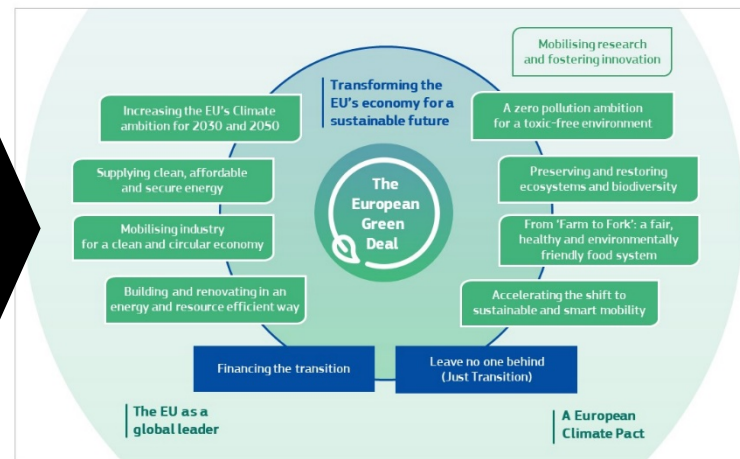 Mobilising research
and fostering innovation
Transforming the
EU's economy for a
sustainable future
Increasing the EU's Climate
ambition for 2030 and 2050
A zero pollution ambition
for a toxic-free environment
Supplying clean, affordable
and secure energy
Preserving and restoring
ecosystems and biodiversity
The
European
Green
Deal
Mobilising industry
for a clean and circular economy
From 'Farm to Fork': a fair,
healthy and environmentally
friendly food system
Building and renovating in an
energy and resource efficient way
Accelerating the shift to
sustainable and smart mobility
Financing the transition
Leave no one behind
(Just Transition)
The EU as a
global leader
A European
Climate Pact